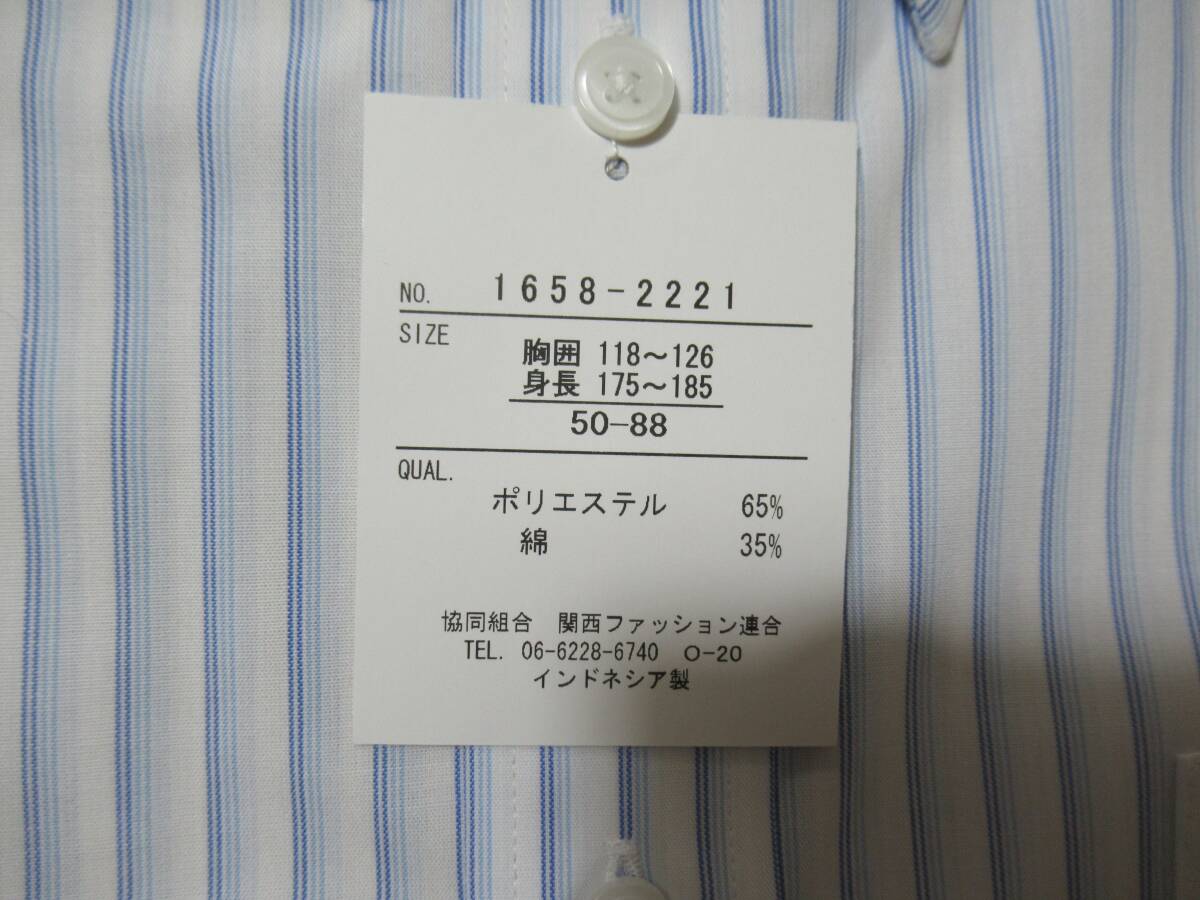 NO. 1658-2221
SIZE
胸囲 118〜126
身長 175〜185
50-88
QUAL.
ポリエステル 65%
綿 35%
協同組合 関西ファッション連合
TEL. 06-6228-6740 O-20
インドネシア製